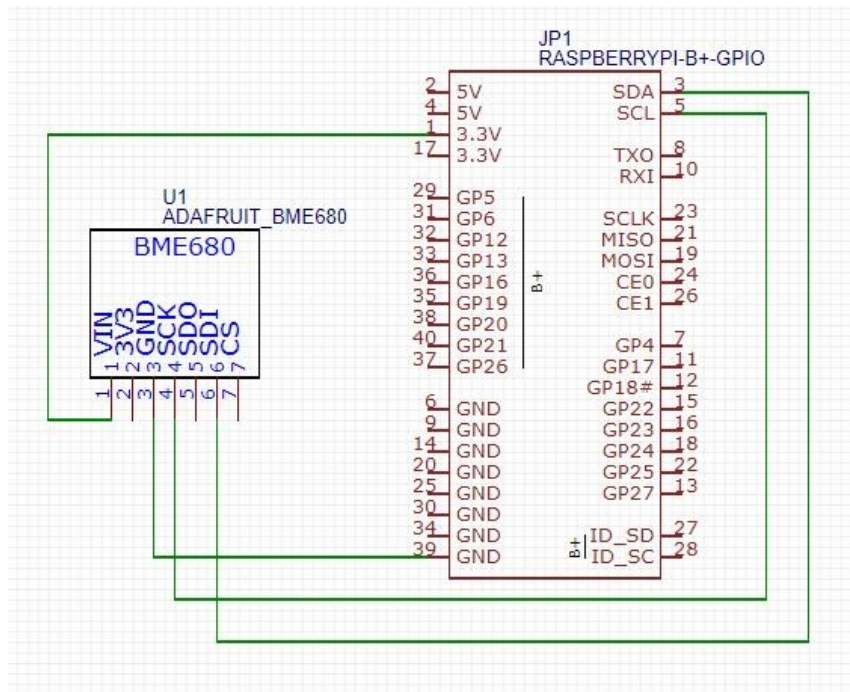 JP1
RASPBERRYPI-B+-GPIO
2 5V SDA 3
4 5V SCL 5
1 3.3V
17 3.3V TXO 8
RXI 10
29 GP5
31 GP6 SCLK 23
32 GP12 MISO 21
33 GP13 MOSI 19
36 GP16 CE0 24
35 GP19 CE1 26
38 GP20
40 GP21 GP4 7
37 GP26 GP17 11
GP18# 12
6 GND GP22 15
9 GND GP23 16
14 GND GP24 18
20 GND GP25 22
25 GND GP27 13
30 GND
34 GND ID_SD 27
39 GND ID_SC 28
B+
B+
U1
ADAFRUIT_BME680
BME680
VIN 1 1
3V3 2 2
GND 3 3
SCK 4 4
SDO 5 5
SDI 6 6
CS 7 7